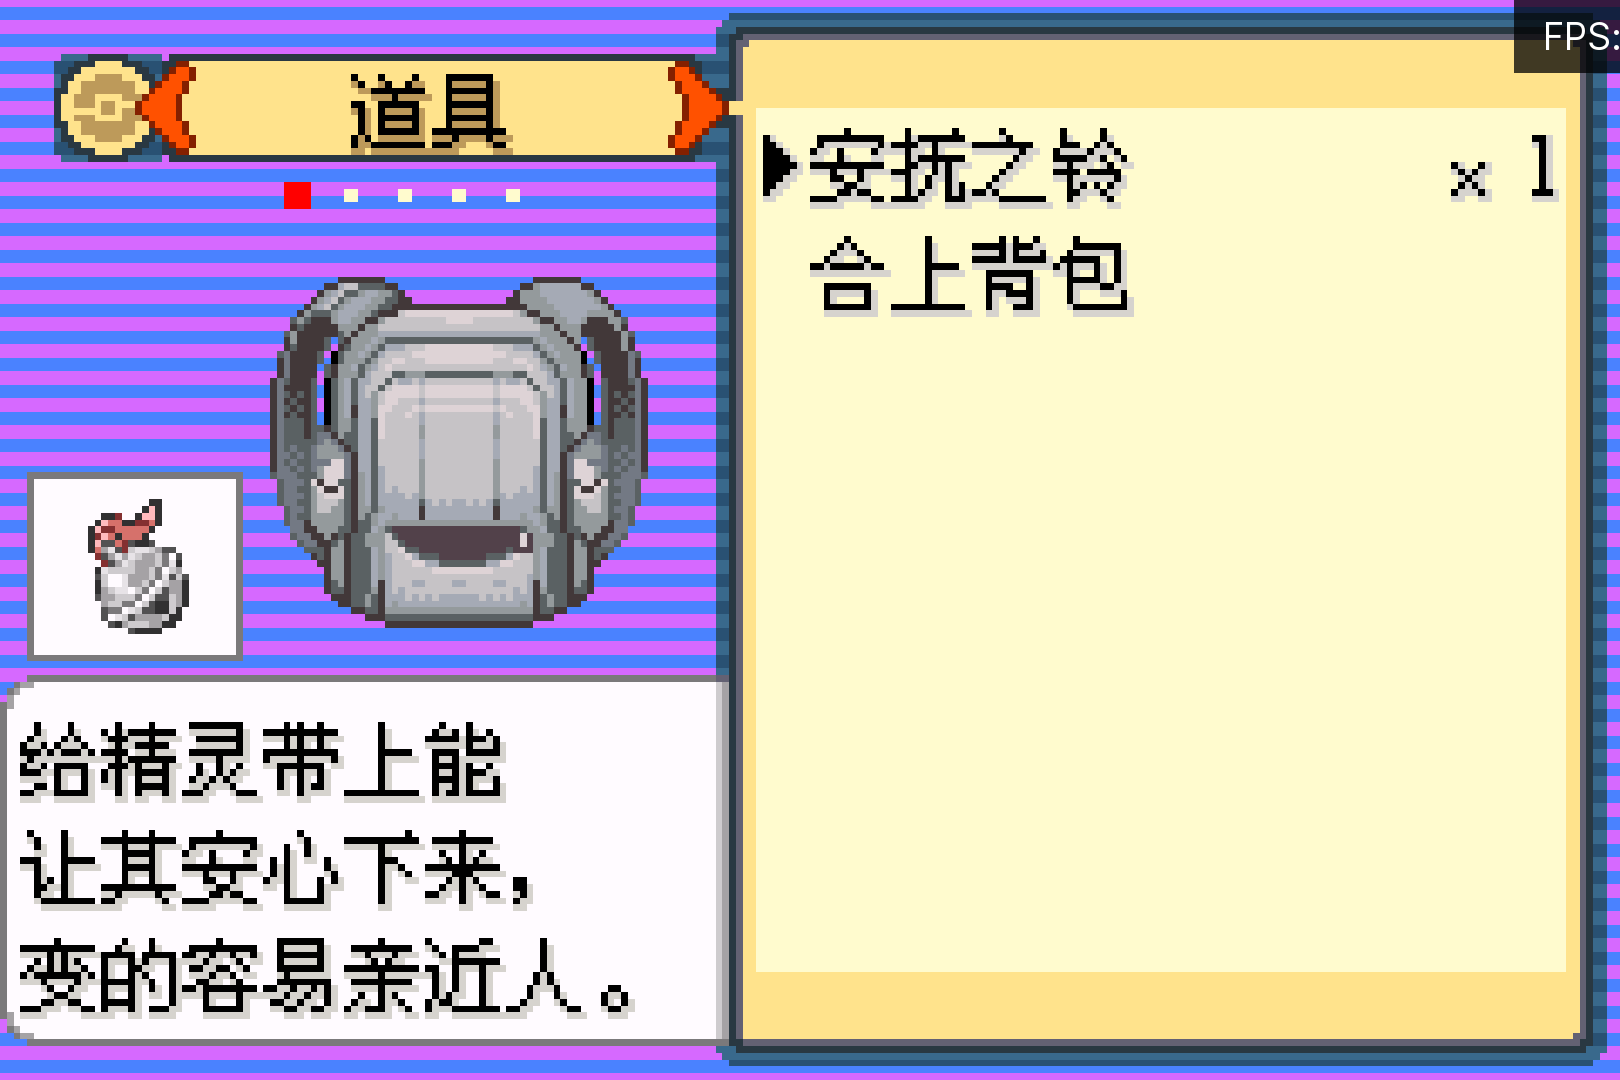 道具
FPS:
安抚之铃 × 1
合上背包
给精灵带上能
让其安心下来，
变的容易亲近人。